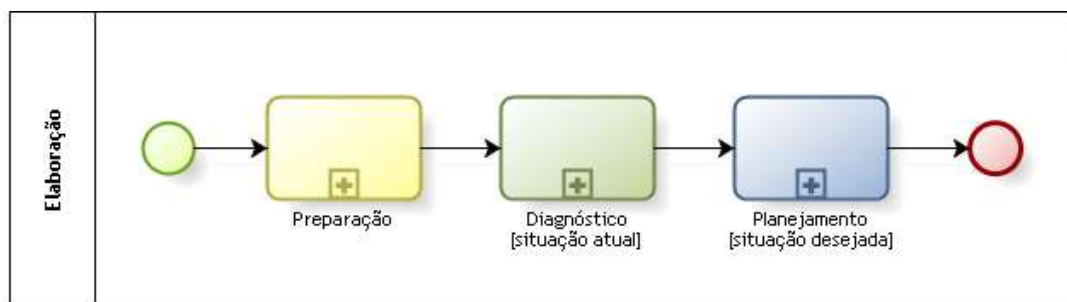 Elaboração
Preparação
Diagnóstico
[situação atual]
Planejamento
[situação desejada]